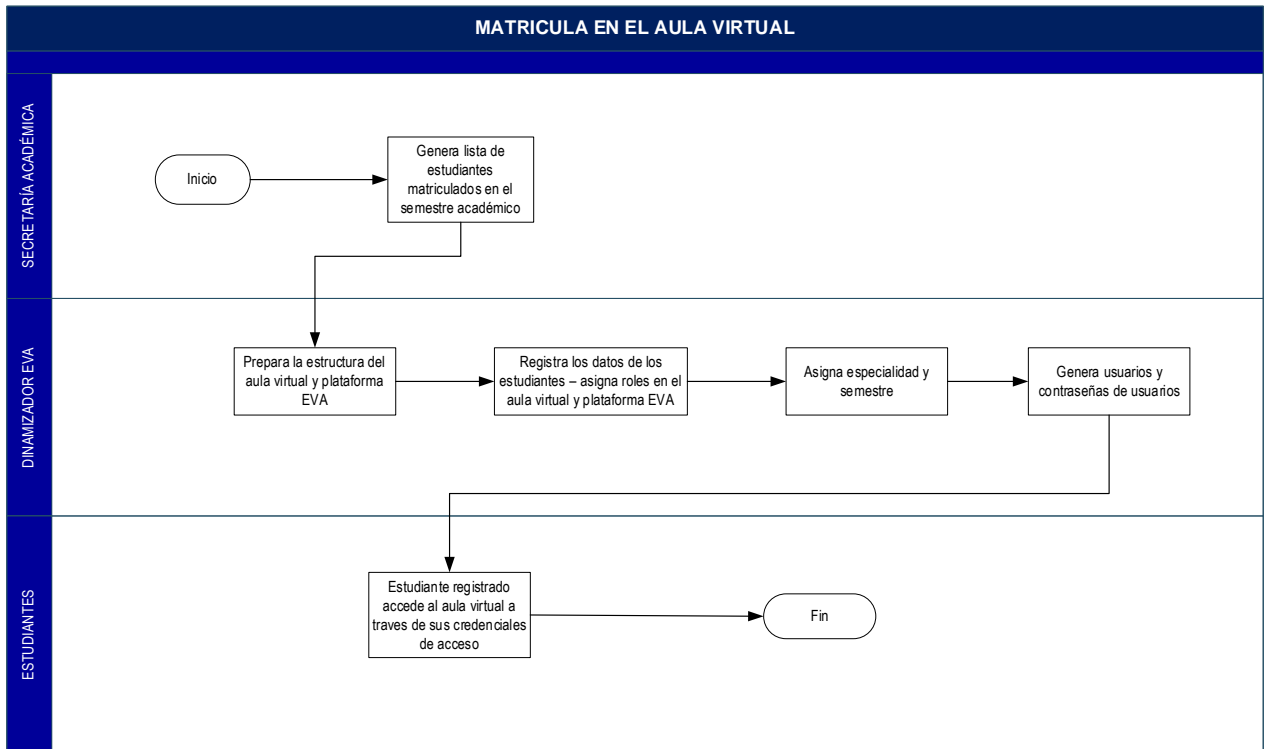 MATRICULA EN EL AULA VIRTUAL
SECRETARÍA ACADÉMICA
Inicio
Genera lista de
estudiantes
matriculados en el
semestre académico
DINAMIZADOR EVA
Prepara la estructura del
aula virtual y plataforma
EVA
Registra los datos de los
estudiantes – asigna roles en el
aula virtual y plataforma EVA
Asigna especialidad y
semestre
Genera usuarios y
contraseñas de usuarios
ESTUDIANTES
Estudiante registrado
accede al aula virtual a
traves de sus credenciales
de acceso
Fin